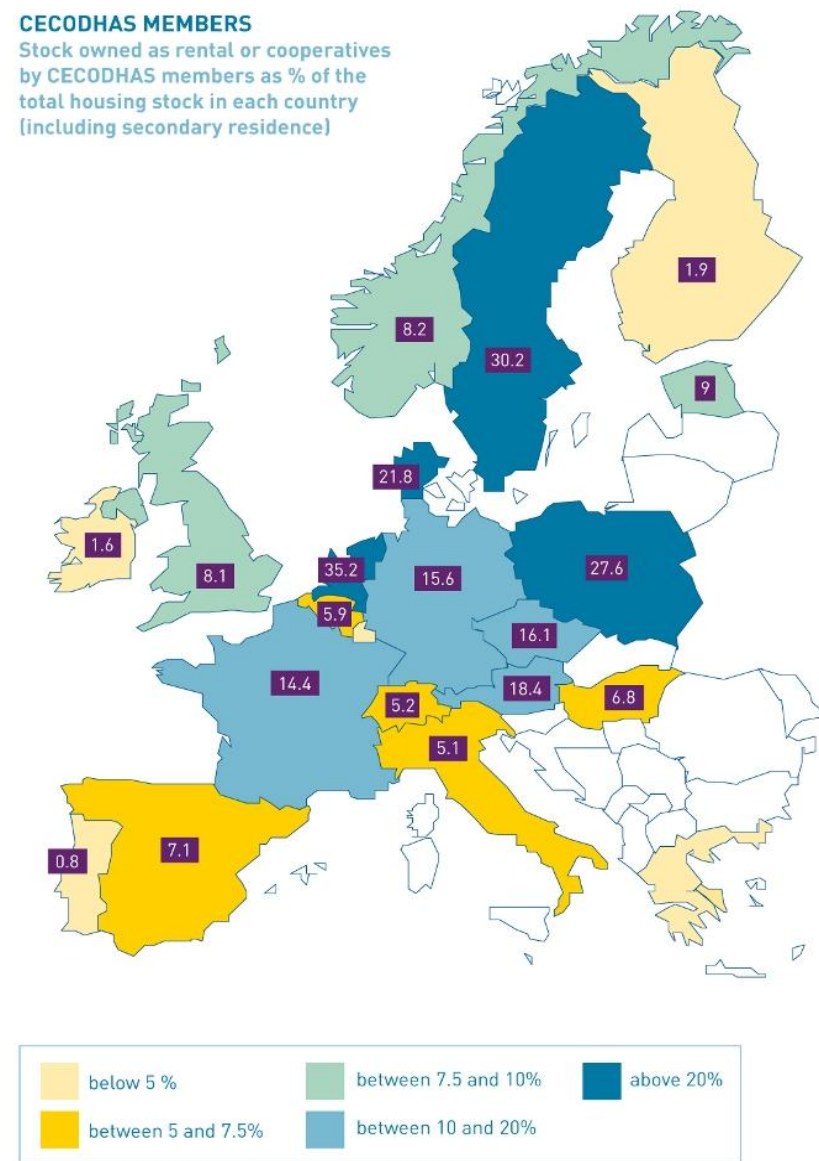 CECODHAS MEMBERS
Stock owned as rental or cooperatives
by CECODHAS members as % of the
total housing stock in each country
(including secondary residence)
1.9
8.2
30.2
9
21.8
1.6
8.1
35.2
15.6
27.6
5.9
16.1
14.4
18.4
5.2
6.8
5.1
7.1
0.8
below 5 %
between 7.5 and 10%
above 20%
between 5 and 7.5%
between 10 and 20%